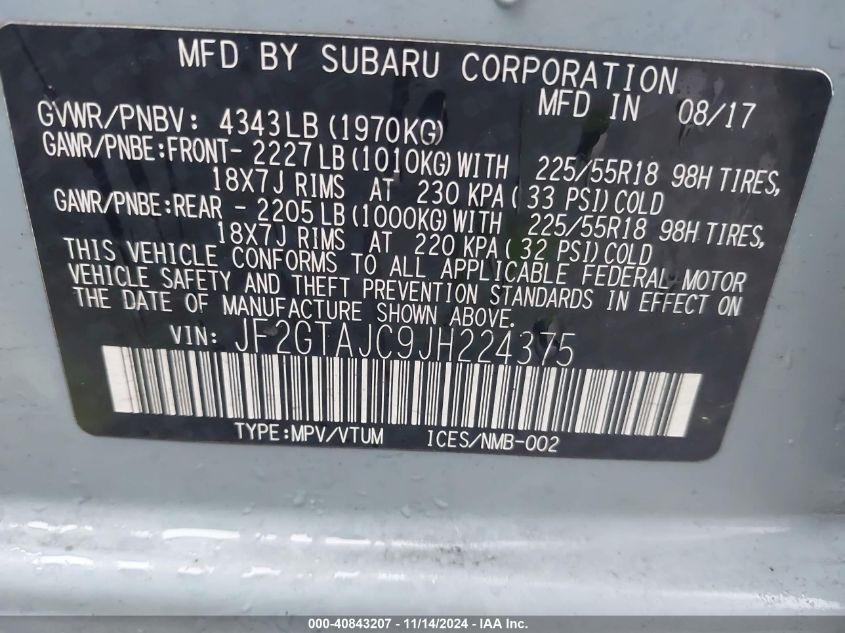 MFD BY SUBARU CORPORATION
MFD IN 08/17
GVWR/PNBV: 4343LB (1970KG)
GAWR/PNBE:FRONT- 2227 LB (1010KG) WITH 225/55R18 98H TIRES,
18X7J RIMS AT 230 KPA ( 33 PSI) COLD
GAWR/PNBE:REAR - 2205 LB (1000KG) WITH 225/55R18 98H TIRES,
18X7J RIMS AT 220 KPA ( 32 PSI) COLD
THIS VEHICLE CONFORMS TO ALL APPLICABLE FEDERAL MOTOR
VEHICLE SAFETY AND THEFT PREVENTION STANDARDS IN EFFECT ON
THE DATE OF MANUFACTURE SHOWN ABOVE.
VIN: JF2GTAJC9JH224375
TYPE:MPV/VTUM ICES/NMB-002
000-40843207 - 11/14/2024 - IAA Inc.